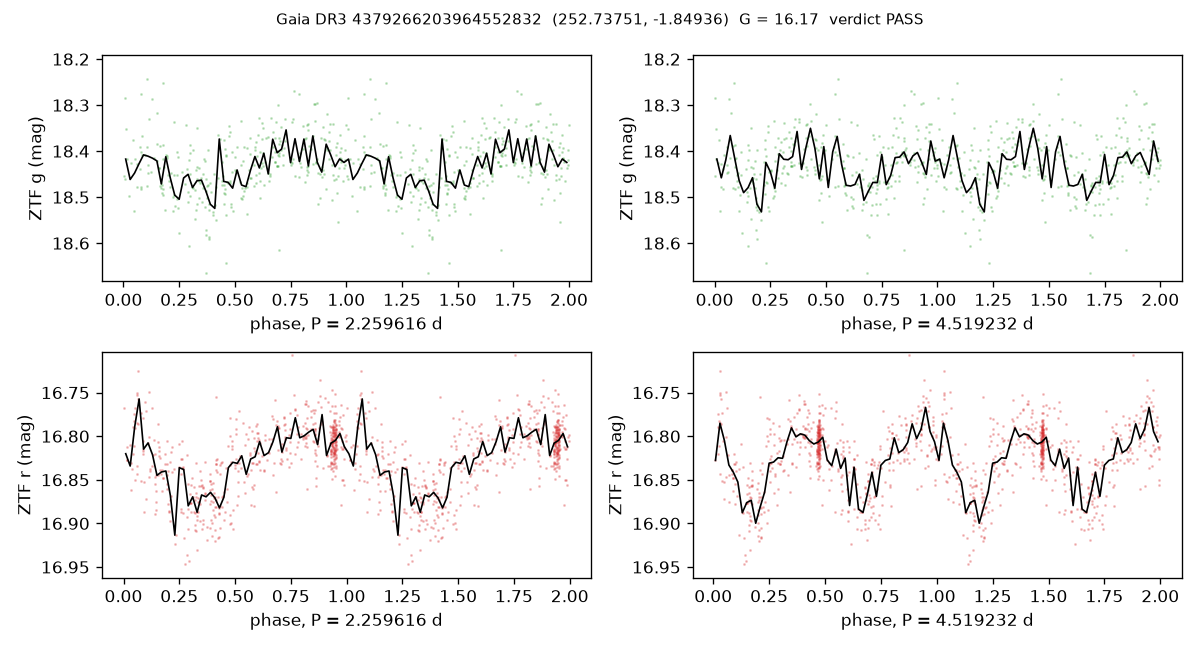 Gaia DR3 4379266203964552832 (252.73751, -1.84936) G = 16.17 verdict PASS
18.2
18.3
18.4
18.5
18.6
ZTF g (mag)
0.00 0.25 0.50 0.75 1.00 1.25 1.50 1.75 2.00
phase, P = 2.259616 d
18.2
18.3
18.4
18.5
18.6
ZTF g (mag)
0.00 0.25 0.50 0.75 1.00 1.25 1.50 1.75 2.00
phase, P = 4.519232 d
16.75
16.80
16.85
16.90
16.95
ZTF r (mag)
0.00 0.25 0.50 0.75 1.00 1.25 1.50 1.75 2.00
phase, P = 2.259616 d
16.75
16.80
16.85
16.90
16.95
ZTF r (mag)
0.00 0.25 0.50 0.75 1.00 1.25 1.50 1.75 2.00
phase, P = 4.519232 d